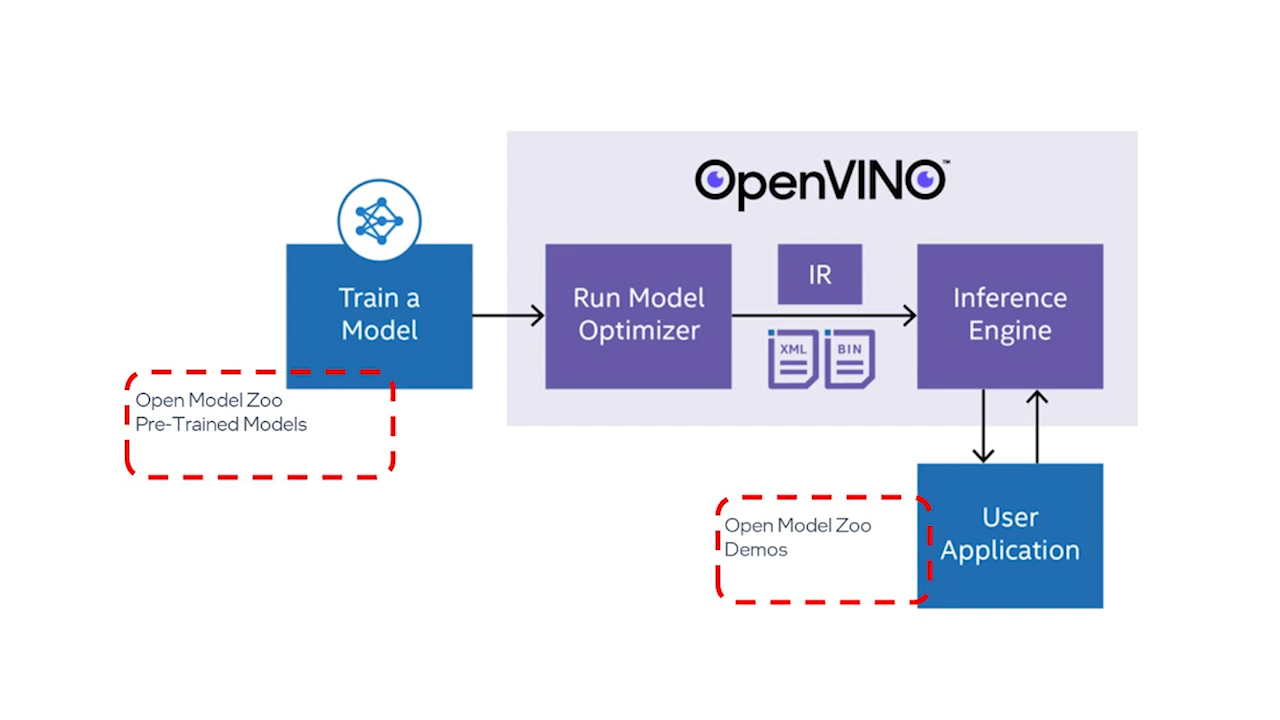 OpenVINO™
Train a
Model
Run Model
Optimizer
IR
XML
BIN
Inference
Engine
Open Model Zoo
Pre-Trained Models
Open Model Zoo
Demos
User
Application